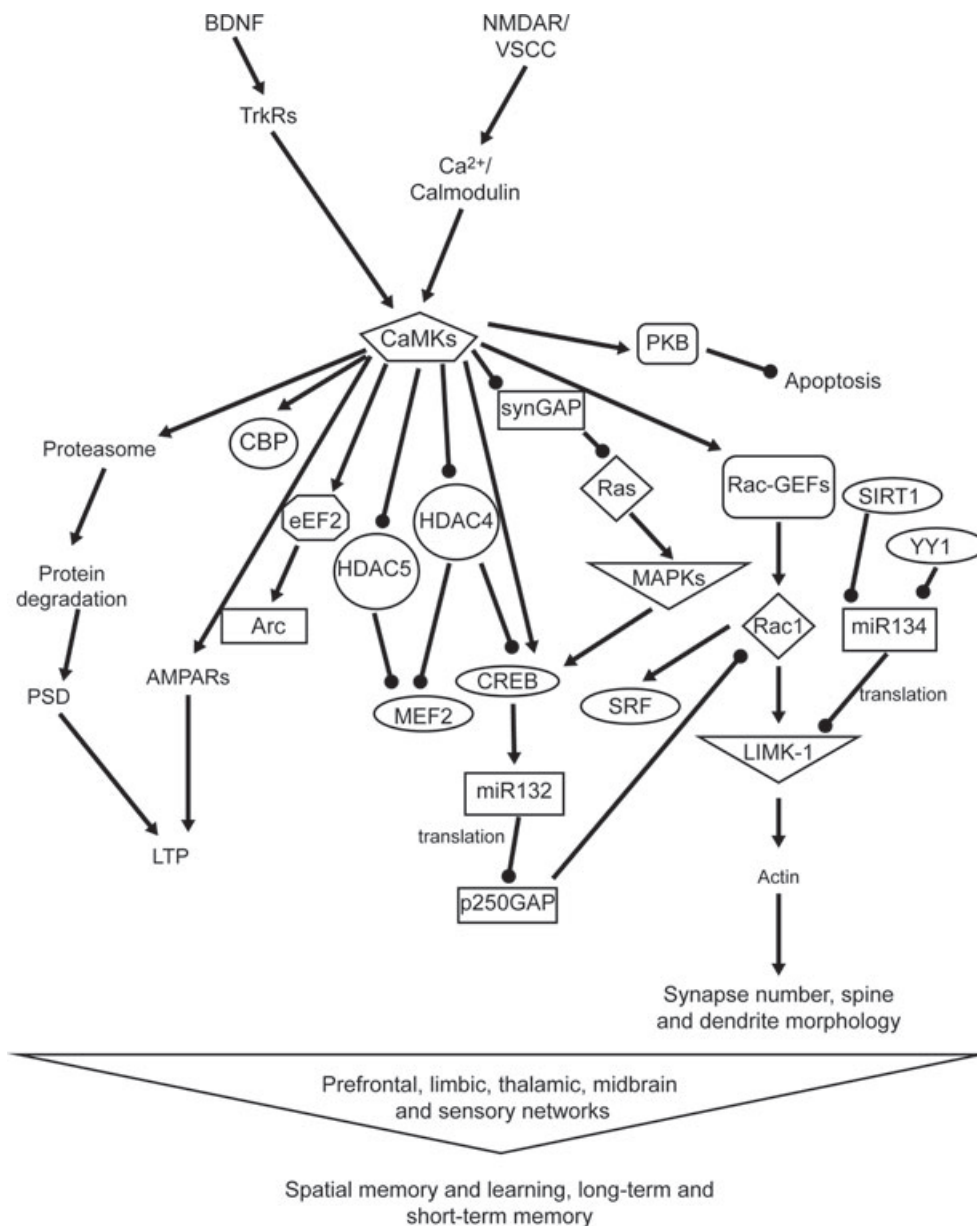 BDNF
NMDAR/
VSCC
TrkRs
Ca²⁺/
Calmodulin
CaMKs
PKB
Apoptosis
synGAP
CBP
Proteasome
Ras
Rac-GEFs
SIRT1
eEF2
HDAC4
YY1
HDAC5
MAPKs
Protein
degradation
Arc
Rac1
miR134
AMPARs
CREB
PSD
MEF2
SRF
translation
LIMK-1
miR132
translation
LTP
Actin
p250GAP
Synapse number, spine
and dendrite morphology
Prefrontal, limbic, thalamic, midbrain
and sensory networks
Spatial memory and learning, long-term and
short-term memory